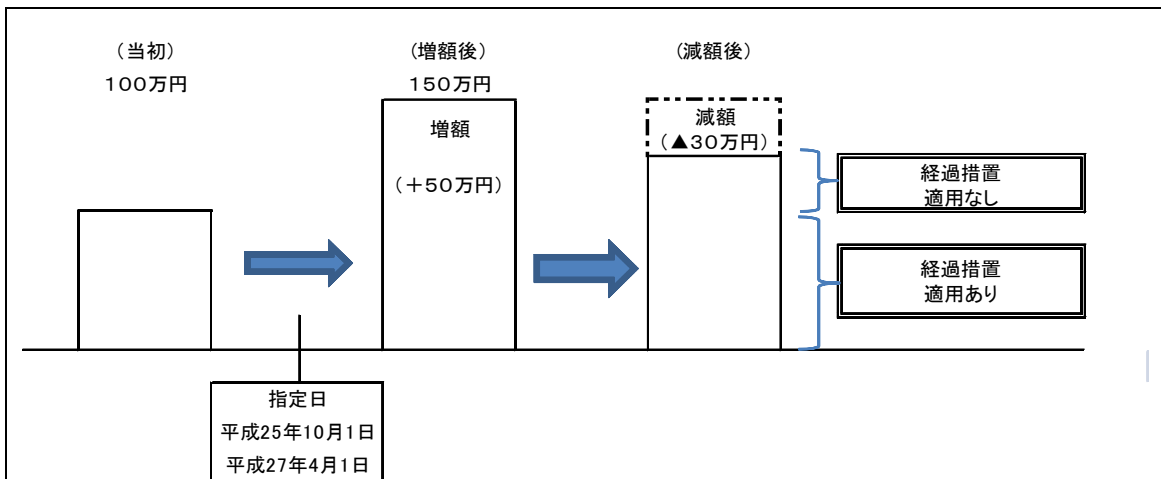 (当初)
100万円
(増額後)
150万円
増額
(+50万円)
(減額後)
減額
(▲30万円)
経過措置
適用なし
経過措置
適用あり
指定日
平成25年10月1日
平成27年4月1日